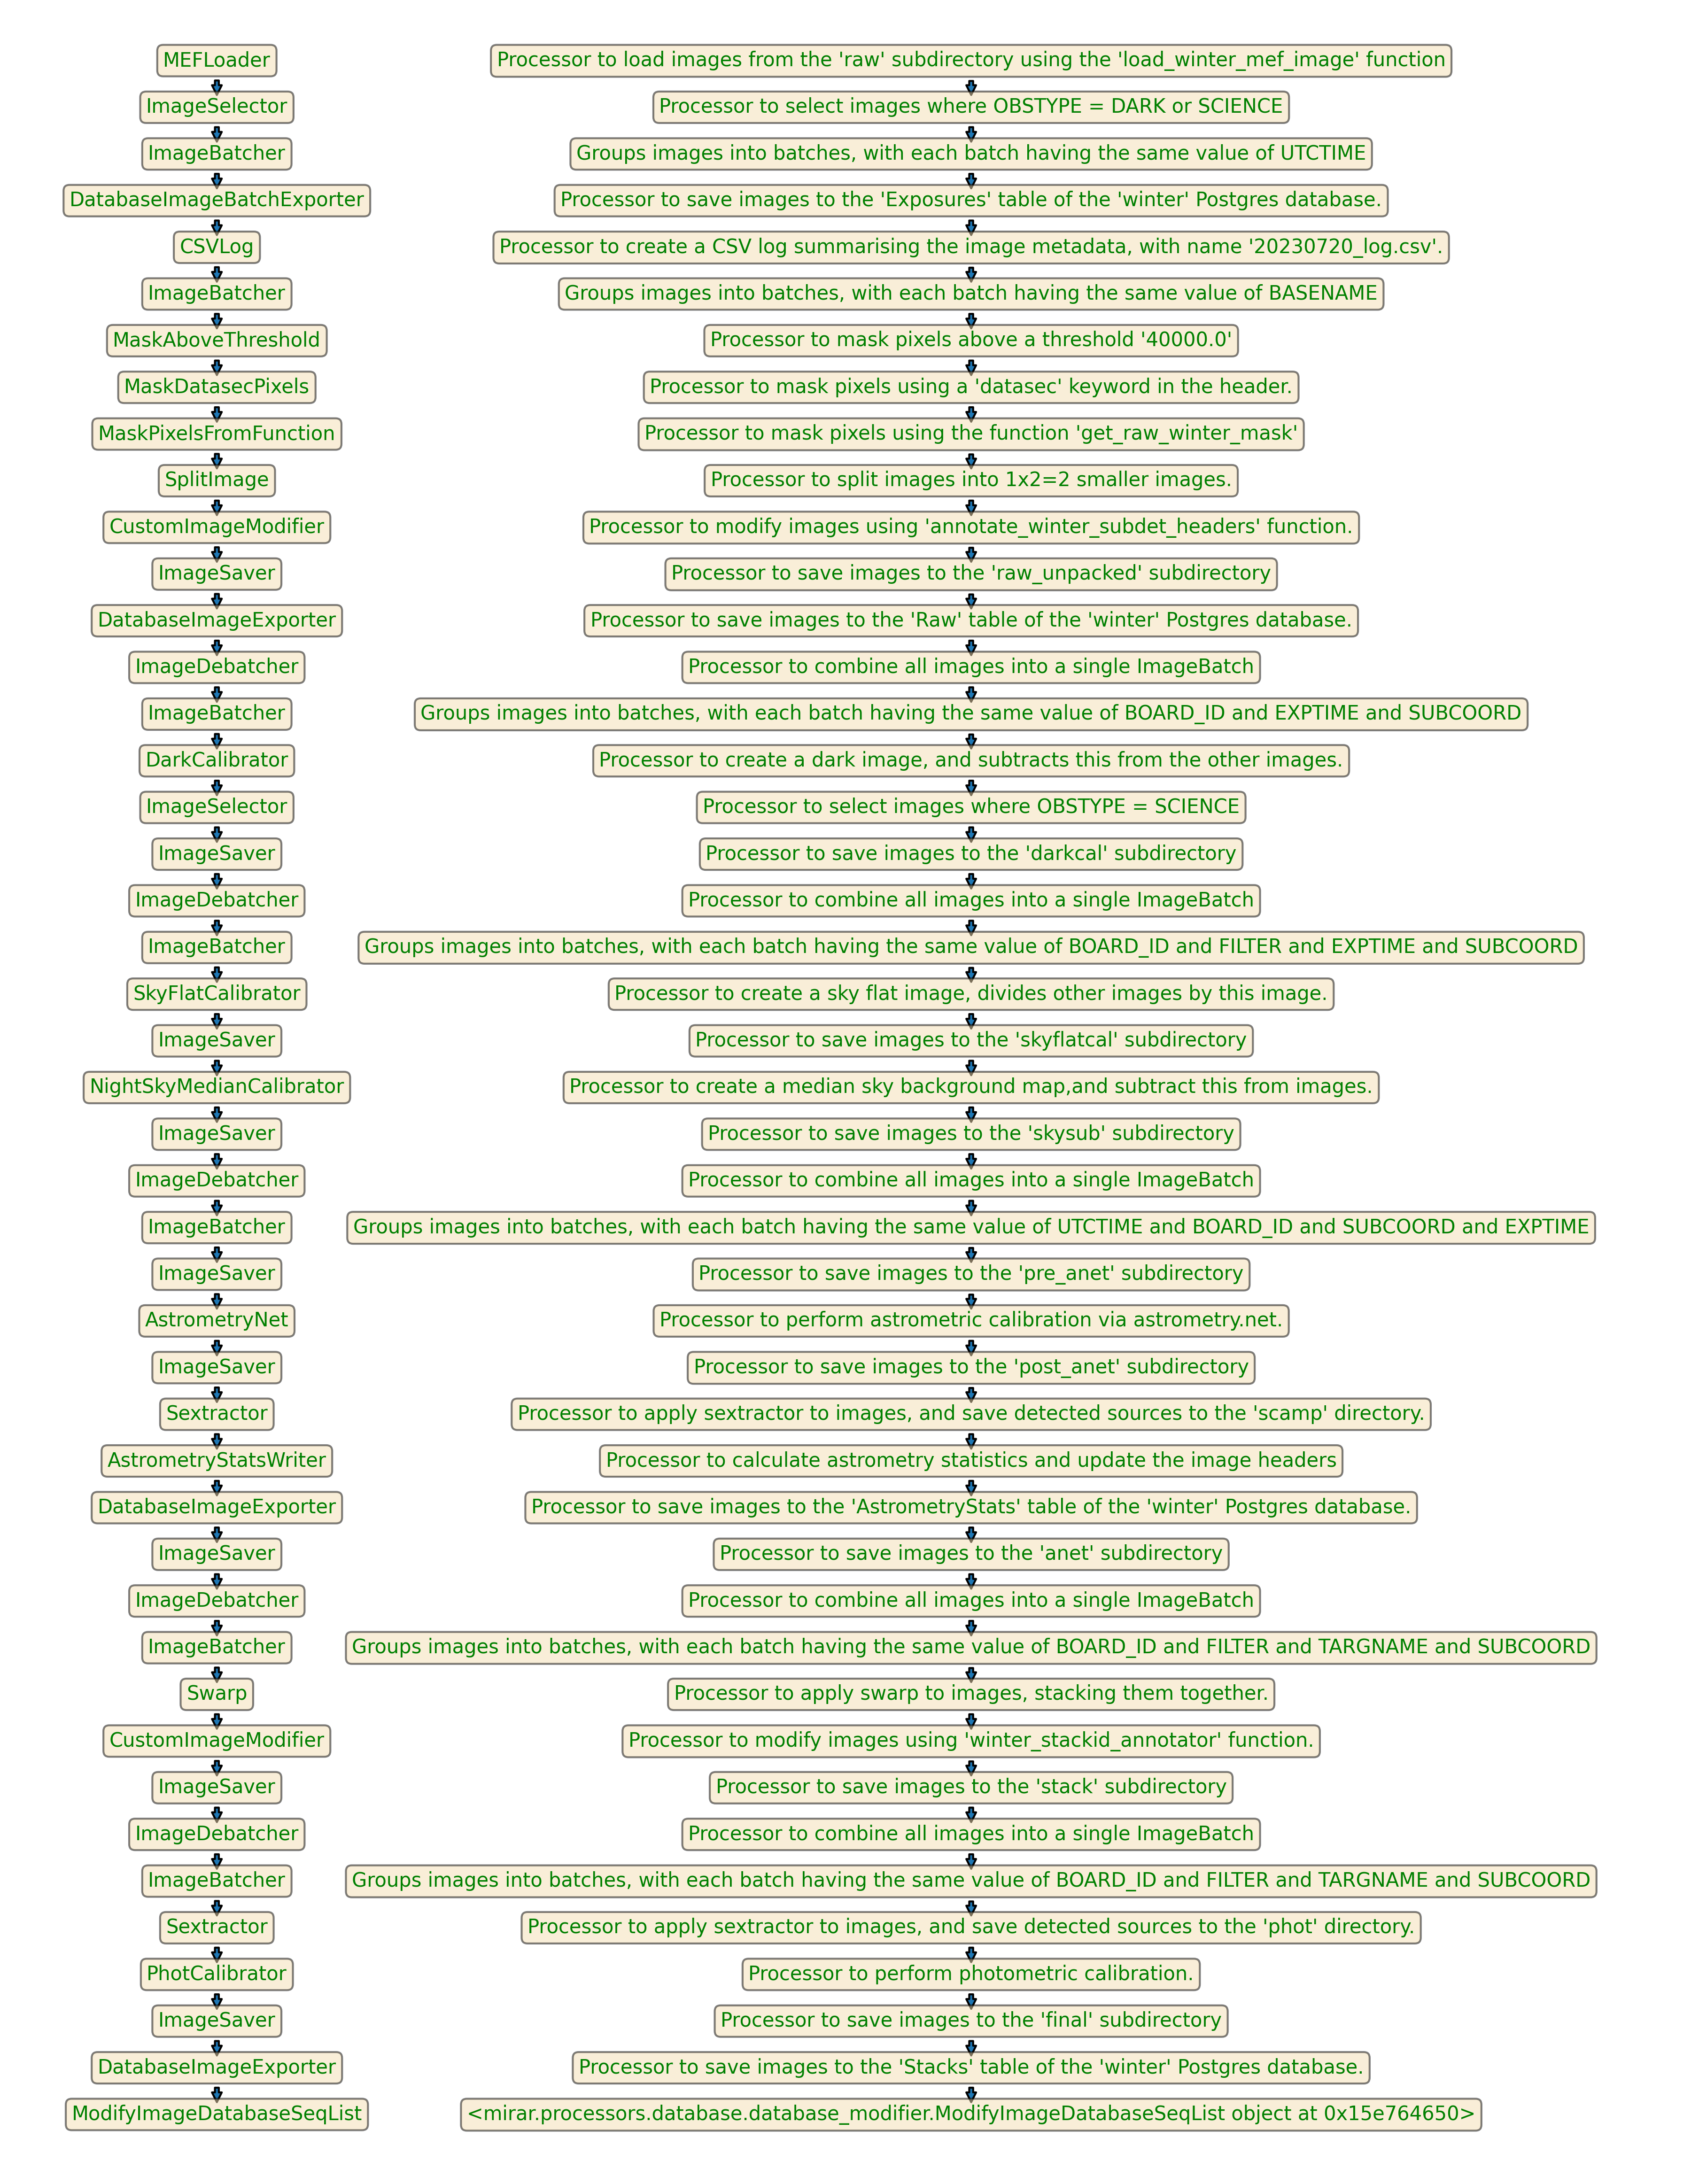 MEFLoader
Processor to load images from the 'raw' subdirectory using the 'load_winter_mef_image' function
ImageSelector
Processor to select images where OBSTYPE = DARK or SCIENCE
ImageBatcher
Groups images into batches, with each batch having the same value of UTCTIME
DatabaseImageBatchExporter
Processor to save images to the 'Exposures' table of the 'winter' Postgres database.
CSVLog
Processor to create a CSV log summarising the image metadata, with name '20230720_log.csv'.
ImageBatcher
Groups images into batches, with each batch having the same value of BASENAME
MaskAboveThreshold
Processor to mask pixels above a threshold '40000.0'
MaskDatasecPixels
Processor to mask pixels using a 'datasec' keyword in the header.
MaskPixelsFromFunction
Processor to mask pixels using the function 'get_raw_winter_mask'
SplitImage
Processor to split images into 1x2=2 smaller images.
CustomImageModifier
Processor to modify images using 'annotate_winter_subdet_headers' function.
ImageSaver
Processor to save images to the 'raw_unpacked' subdirectory
DatabaseImageExporter
Processor to save images to the 'Raw' table of the 'winter' Postgres database.
ImageDebatcher
Processor to combine all images into a single ImageBatch
ImageBatcher
Groups images into batches, with each batch having the same value of BOARD_ID and EXPTIME and SUBCOORD
DarkCalibrator
Processor to create a dark image, and subtracts this from the other images.
ImageSelector
Processor to select images where OBSTYPE = SCIENCE
ImageSaver
Processor to save images to the 'darkcal' subdirectory
ImageDebatcher
Processor to combine all images into a single ImageBatch
ImageBatcher
Groups images into batches, with each batch having the same value of BOARD_ID and FILTER and EXPTIME and SUBCOORD
SkyFlatCalibrator
Processor to create a sky flat image, divides other images by this image.
ImageSaver
Processor to save images to the 'skyflatcal' subdirectory
NightSkyMedianCalibrator
Processor to create a median sky background map,and subtract this from images.
ImageSaver
Processor to save images to the 'skysub' subdirectory
ImageDebatcher
Processor to combine all images into a single ImageBatch
ImageBatcher
Groups images into batches, with each batch having the same value of UTCTIME and BOARD_ID and SUBCOORD and EXPTIME
ImageSaver
Processor to save images to the 'pre_anet' subdirectory
AstrometryNet
Processor to perform astrometric calibration via astrometry.net.
ImageSaver
Processor to save images to the 'post_anet' subdirectory
Sextractor
Processor to apply sextractor to images, and save detected sources to the 'scamp' directory.
AstrometryStatsWriter
Processor to calculate astrometry statistics and update the image headers
DatabaseImageExporter
Processor to save images to the 'AstrometryStats' table of the 'winter' Postgres database.
ImageSaver
Processor to save images to the 'anet' subdirectory
ImageDebatcher
Processor to combine all images into a single ImageBatch
ImageBatcher
Groups images into batches, with each batch having the same value of BOARD_ID and FILTER and TARGNAME and SUBCOORD
Swarp
Processor to apply swarp to images, stacking them together.
CustomImageModifier
Processor to modify images using 'winter_stackid_annotator' function.
ImageSaver
Processor to save images to the 'stack' subdirectory
ImageDebatcher
Processor to combine all images into a single ImageBatch
ImageBatcher
Groups images into batches, with each batch having the same value of BOARD_ID and FILTER and TARGNAME and SUBCOORD
Sextractor
Processor to apply sextractor to images, and save detected sources to the 'phot' directory.
PhotCalibrator
Processor to perform photometric calibration.
ImageSaver
Processor to save images to the 'final' subdirectory
DatabaseImageExporter
Processor to save images to the 'Stacks' table of the 'winter' Postgres database.
ModifyImageDatabaseSeqList
<mirar.processors.database.database_modifier.ModifyImageDatabaseSeqList object at 0x15e764650>